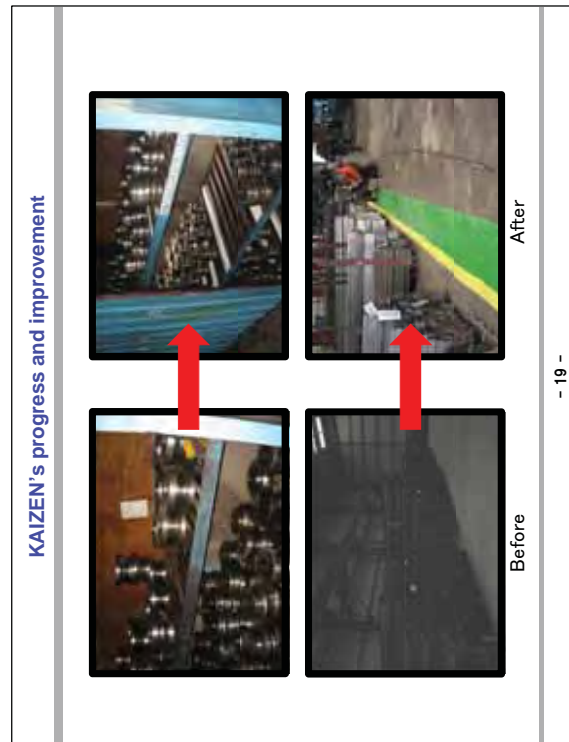 KAIZEN's progress and improvement
Before
After
- 19 -